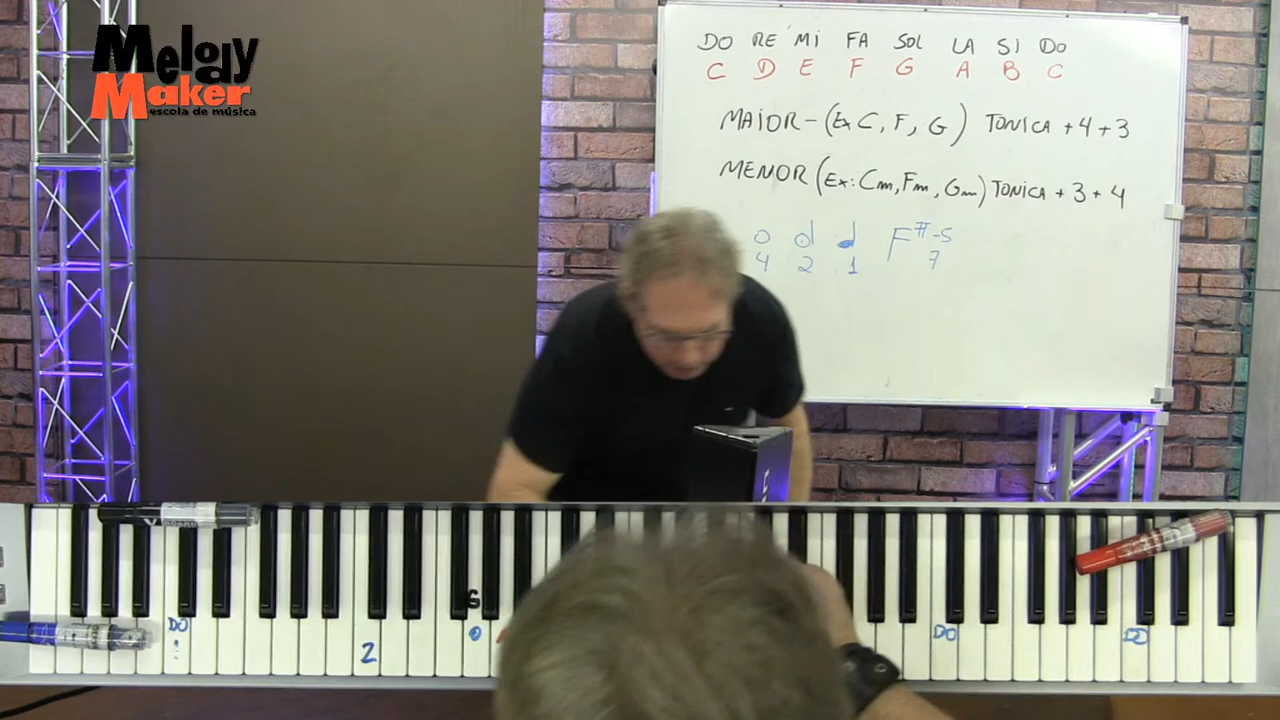 Melody
Maker
escola de música
DO RE MI FA SOL LA SI DO
C D E F G A B C
MAIOR - (Ex C, F, G) TONICA + 4 + 3
MENOR (Ex: Cm, Fm, Gm) TONICA + 3 + 4
4 2 1 F#-5
7
6
DO DO
2